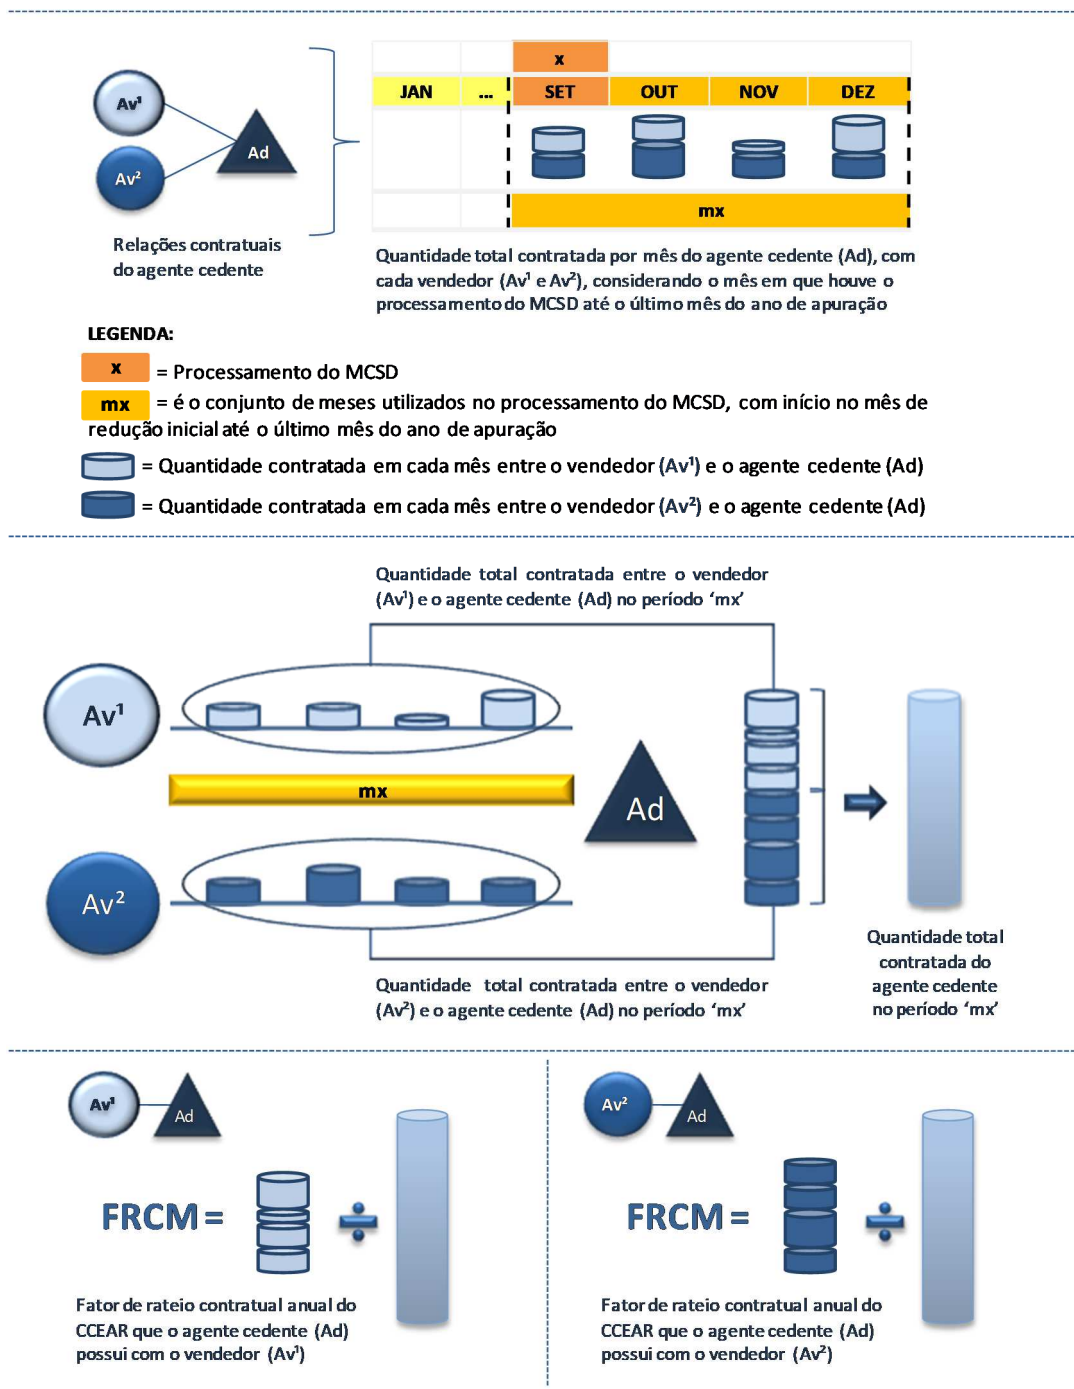 x
JAN ... SET OUT NOV DEZ
Av¹
Ad
Av²
mx
Relações contratuais
do agente cedente
Quantidade total contratada por mês do agente cedente (Ad), com
cada vendedor (Av¹ e Av²), considerando o mês em que houve o
processamento do MCSD até o último mês do ano de apuração
LEGENDA:
x = Processamento do MCSD
mx = é o conjunto de meses utilizados no processamento do MCSD, com início no mês de
redução inicial até o último mês do ano de apuração
= Quantidade contratada em cada mês entre o vendedor (Av¹) e o agente cedente (Ad)
= Quantidade contratada em cada mês entre o vendedor (Av²) e o agente cedente (Ad)
Quantidade total contratada entre o vendedor
(Av¹) e o agente cedente (Ad) no período ‘mx’
Av¹
mx
Ad
Av²
Quantidade total
contratada do
agente cedente
no período ‘mx’
Quantidade total contratada entre o vendedor
(Av²) e o agente cedente (Ad) no período ‘mx’
Av¹
Ad
FRCM = ÷
Fator de rateio contratual anual do
CCEAR que o agente cedente (Ad)
possui com o vendedor (Av¹)
Av²
Ad
FRCM = ÷
Fator de rateio contratual anual do
CCEAR que o agente cedente (Ad)
possui com o vendedor (Av²)